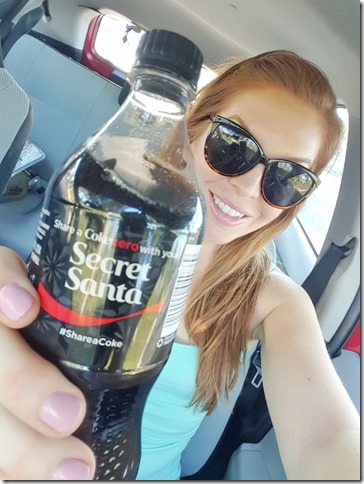 Share a Coke zero with your
Secret
Santa
#ShareaCoke